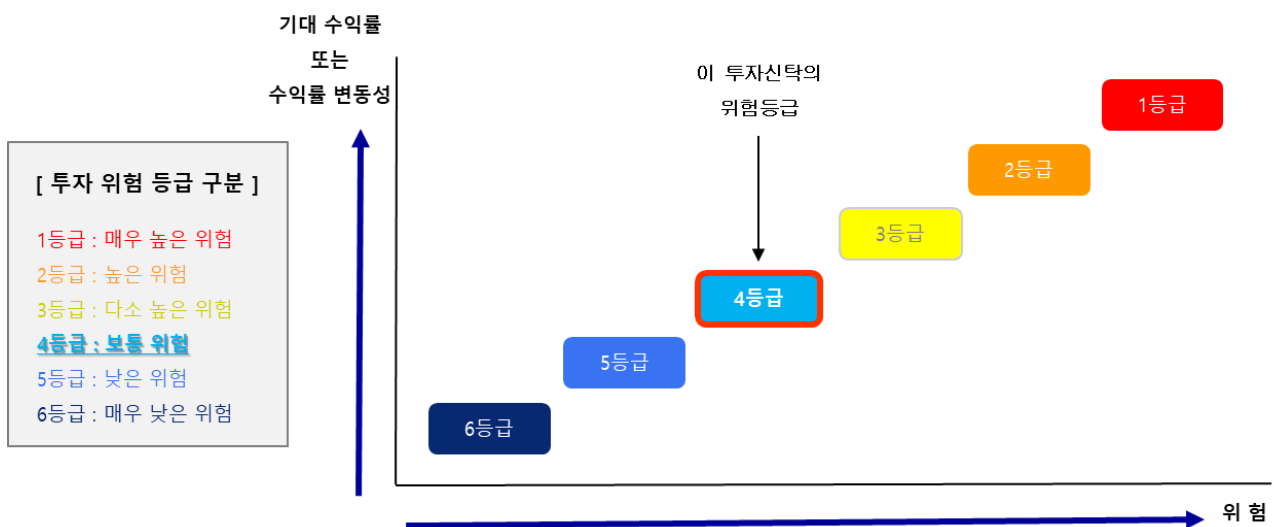 기대 수익률
또는
수익률 변동성
이 투자신탁의
위험등급
1등급
2등급
3등급
4등급
5등급
6등급
[ 투자 위험 등급 구분 ]
1등급 : 매우 높은 위험
2등급 : 높은 위험
3등급 : 다소 높은 위험
4등급 : 보통 위험
5등급 : 낮은 위험
6등급 : 매우 낮은 위험
위 험